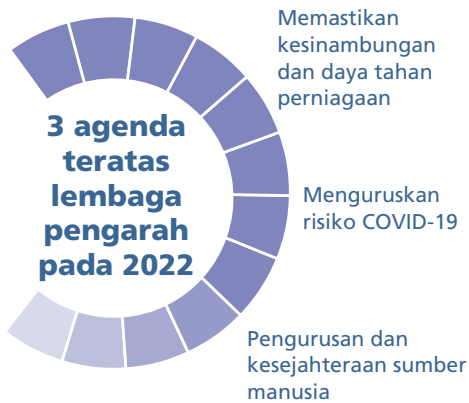 3 agenda
teratas
lembaga
pengarah
pada 2022
Memastikan
kesinambungan
dan daya tahan
perniagaan
Menguruskan
risiko COVID-19
Pengurusan dan
kesejahteraan sumber
manusia